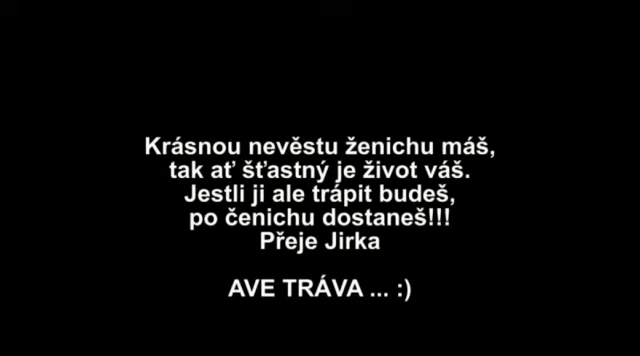 Krásnou nevěstu ženichu máš,
tak ať šťastný je život váš.
Jestli ji ale trápit budeš,
po čenichu dostaneš!!!
Přeje Jirka
AVE TRÁVA ... :)